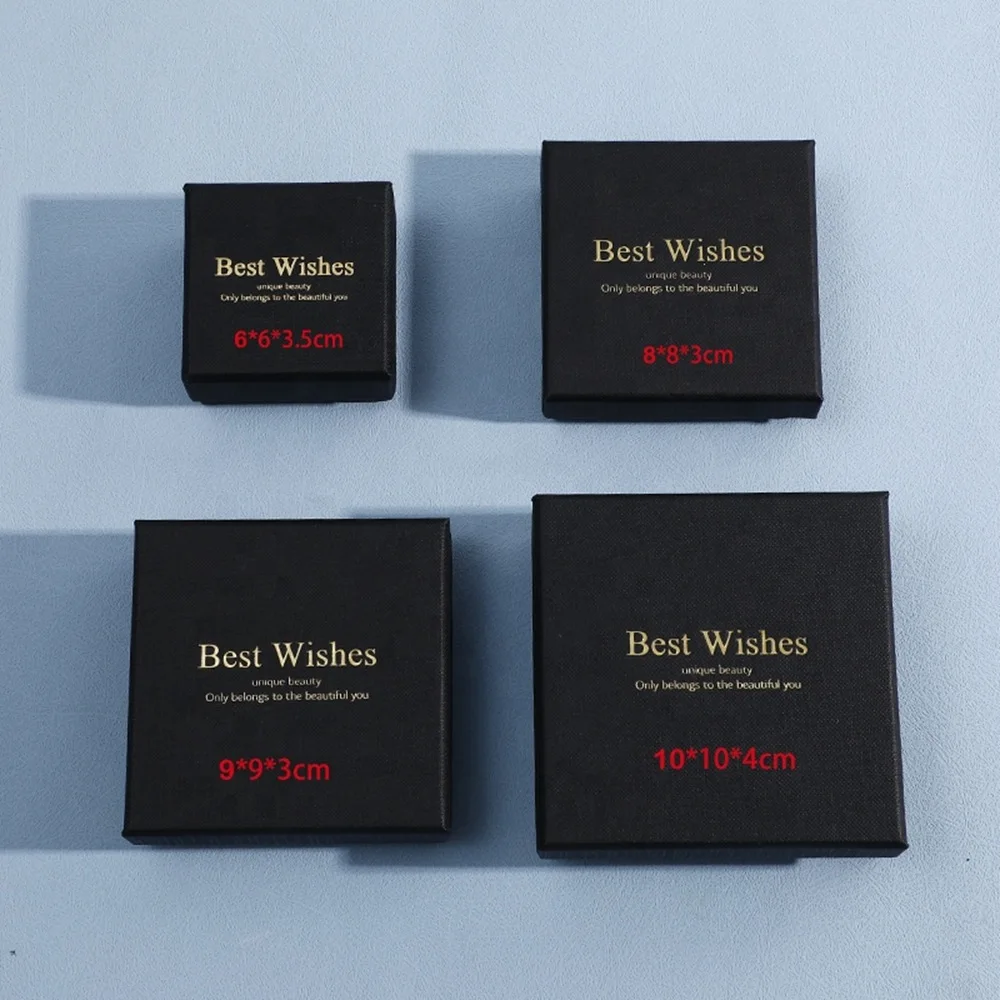 Best Wishes
unique beauty
Only belongs to the beautiful you
6*6*3.5cm
Best Wishes
unique beauty
Only belongs to the beautiful you
8*8*3cm
Best Wishes
unique beauty
Only belongs to the beautiful you
9*9*3cm
Best Wishes
unique beauty
Only belongs to the beautiful you
10*10*4cm